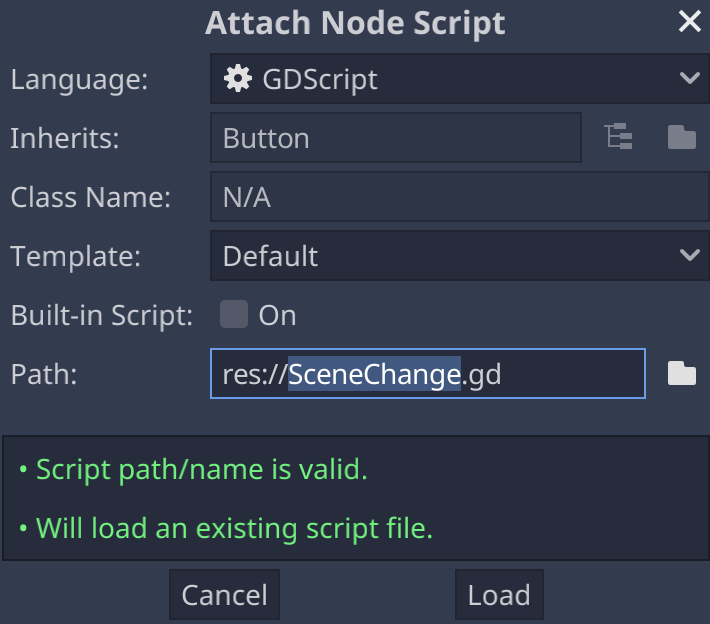 Attach Node Script
Language: GDScript
Inherits: Button
Class Name: N/A
Template: Default
Built-in Script: On
Path: res://SceneChange.gd
• Script path/name is valid.
• Will load an existing script file.
Cancel Load